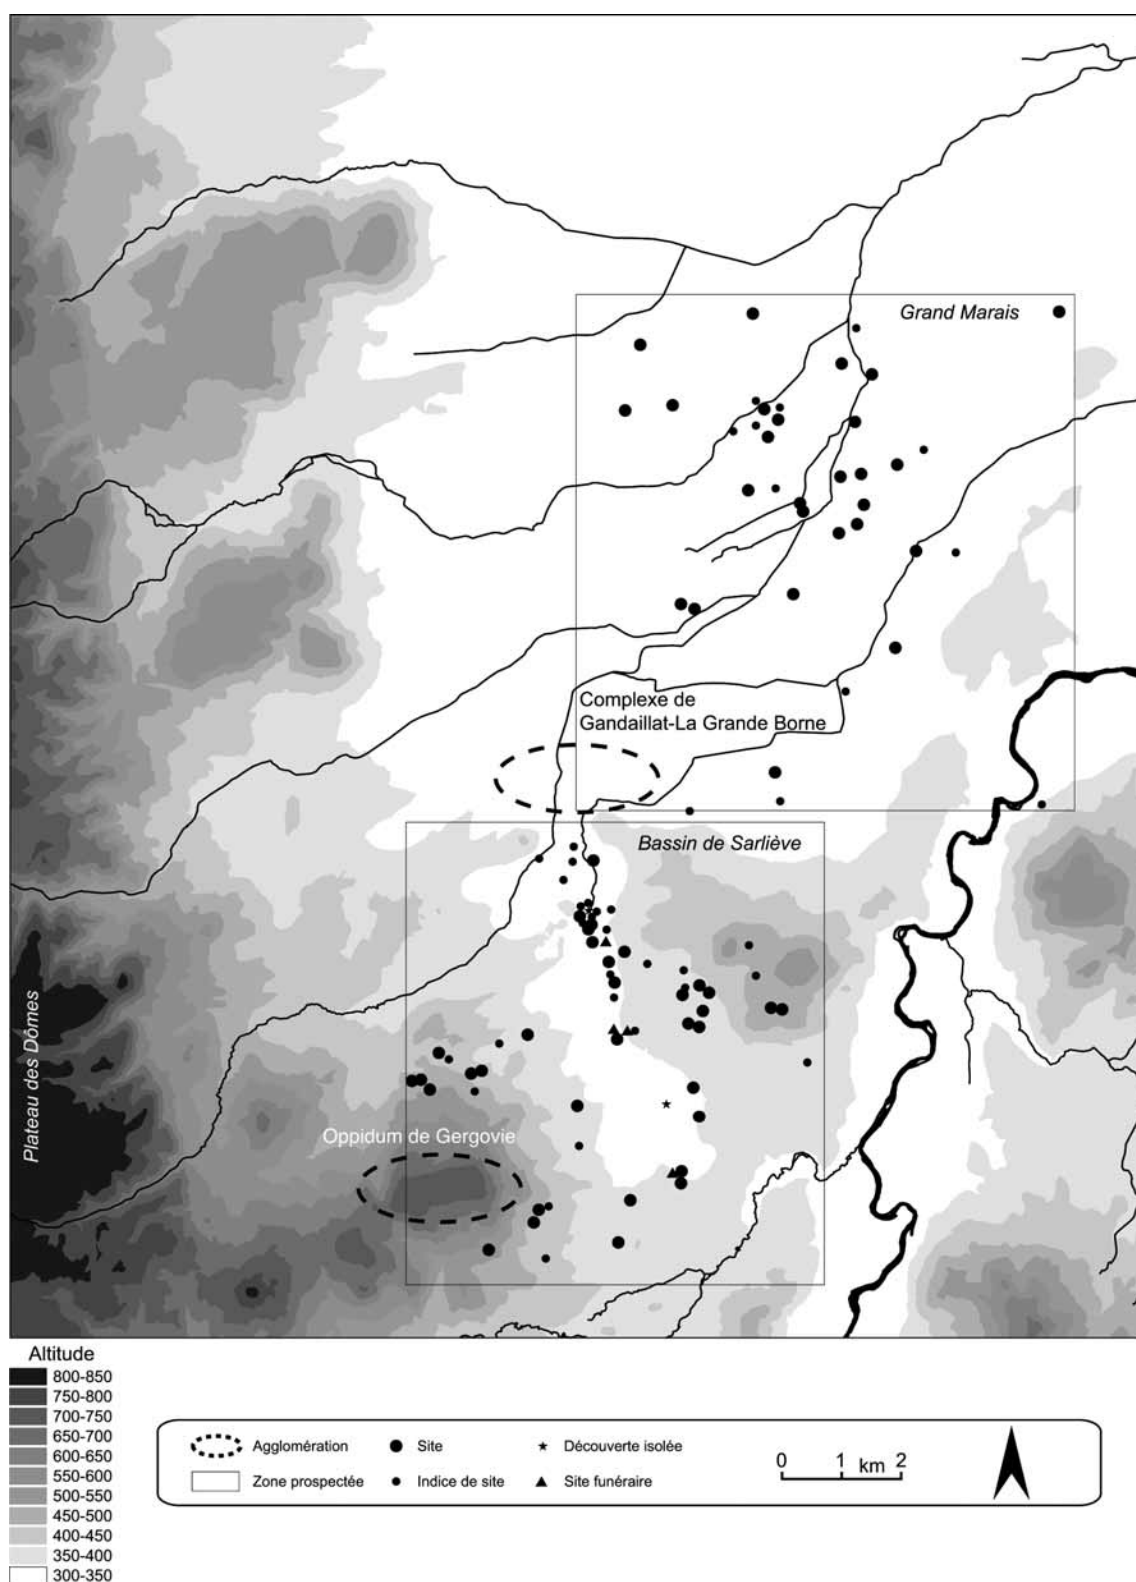 Grand Marais
Complexe de
Gandaillat-La Grande Borne
Bassin de Sarliève
Plateau des Dômes
Oppidum de Gergovie
Altitude
800-850
750-800
700-750
650-700
600-650
550-600
500-550
450-500
400-450
350-400
300-350
Agglomération
Site
Découverte isolée
Zone prospectée
Indice de site
Site funéraire
0 1 2
km